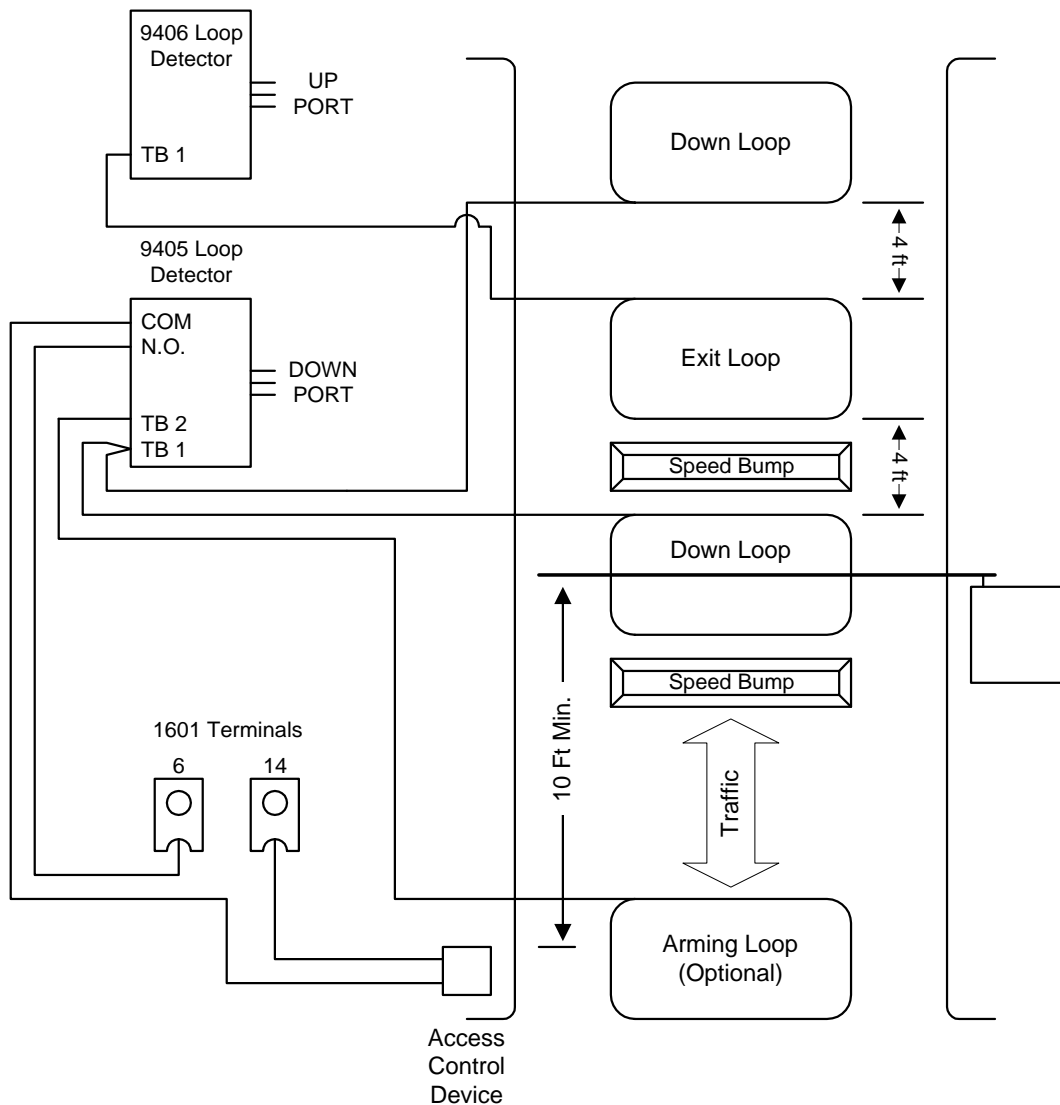 9406 Loop
Detector
UP
PORT
TB 1
Down Loop
4 ft
9405 Loop
Detector
COM
N.O.
DOWN
PORT
TB 2
TB 1
Exit Loop
Speed Bump
4 ft
Down Loop
Speed Bump
10 Ft Min.
Traffic
1601 Terminals
6
14
Arming Loop
(Optional)
Access
Control
Device